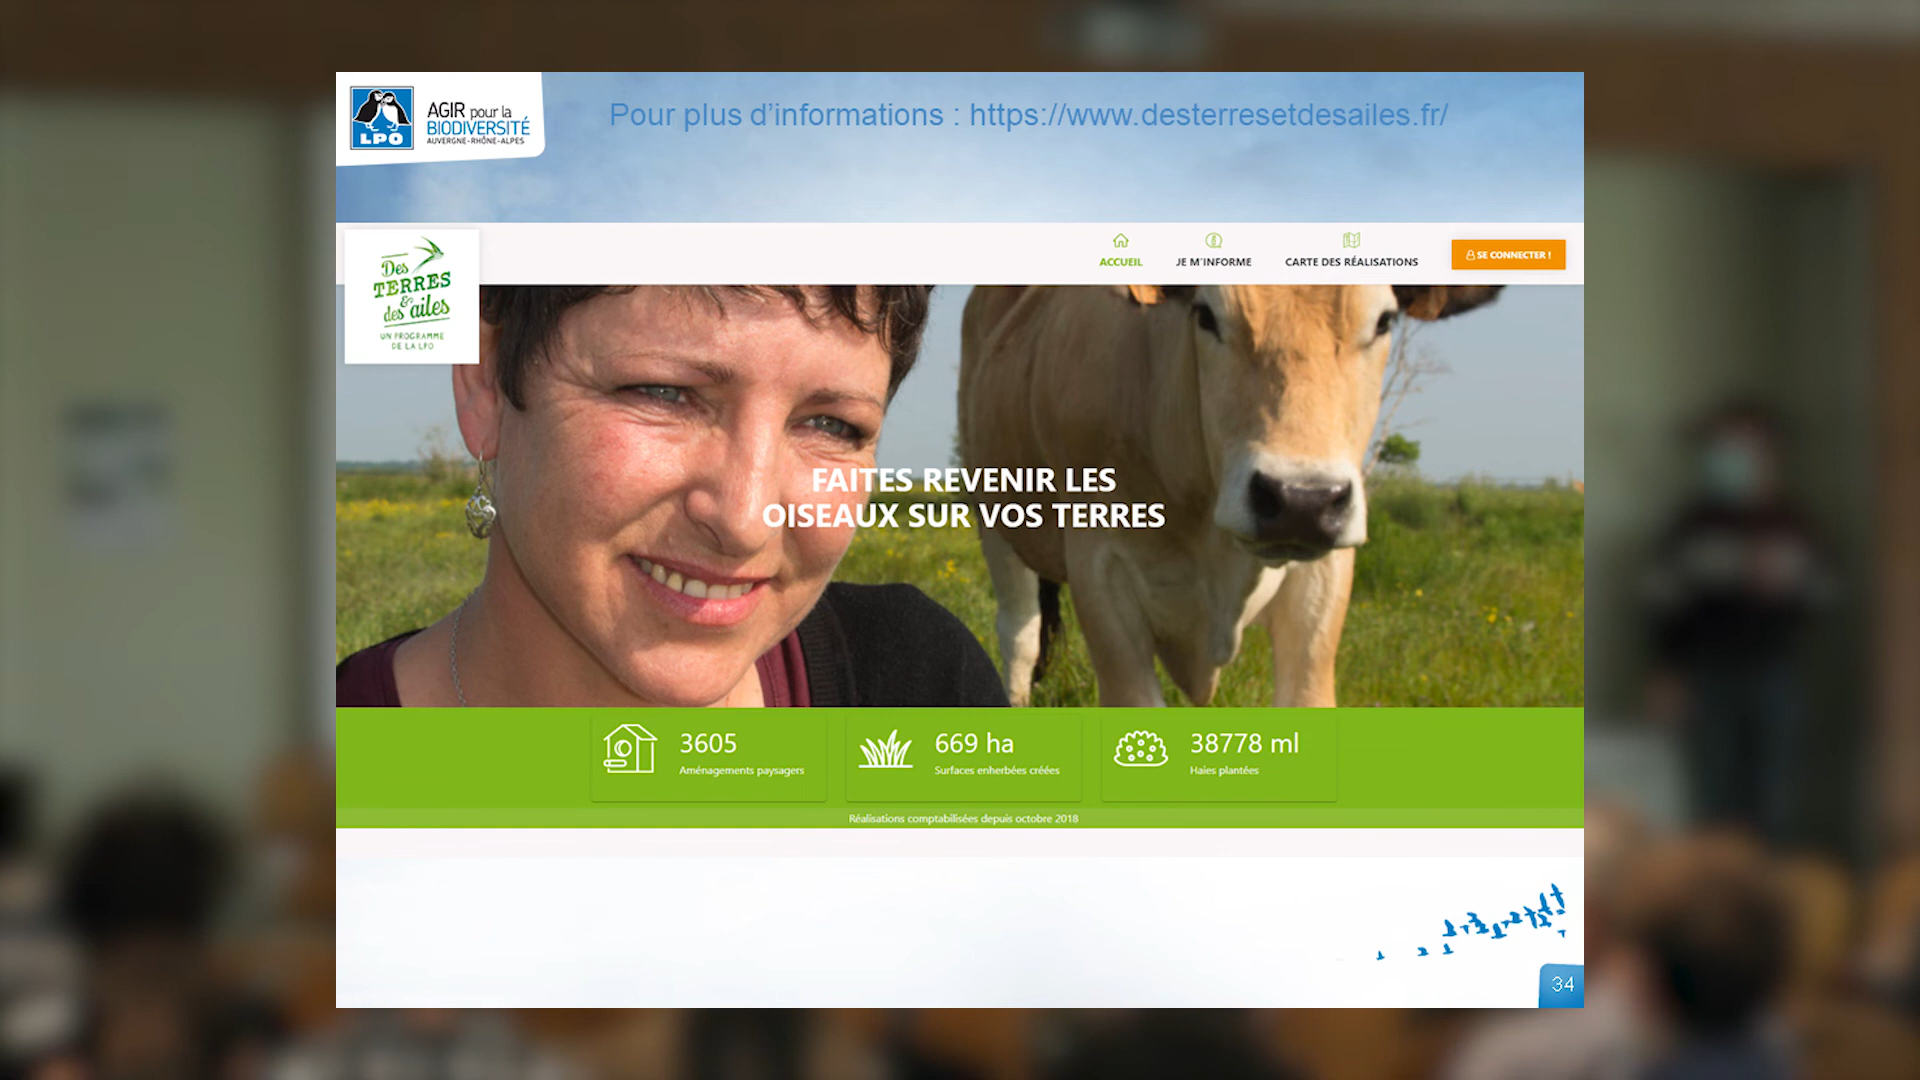 LPO
AGIR pour la
BIODIVERSITÉ
AUVERGNE-RHÔNE-ALPES
Pour plus d’informations : https://www.desterresetdesailes.fr/
Des
TERRES
&
des ailes
UN PROGRAMME
DE LA LPO
ACCUEIL
JE M'INFORME
CARTE DES RÉALISATIONS
SE CONNECTER !
FAITES REVENIR LES
OISEAUX SUR VOS TERRES
3605
Aménagements paysagers
669 ha
Surfaces enherbées créées
38778 ml
Haies plantées
Réalisations comptabilisées depuis octobre 2018
34